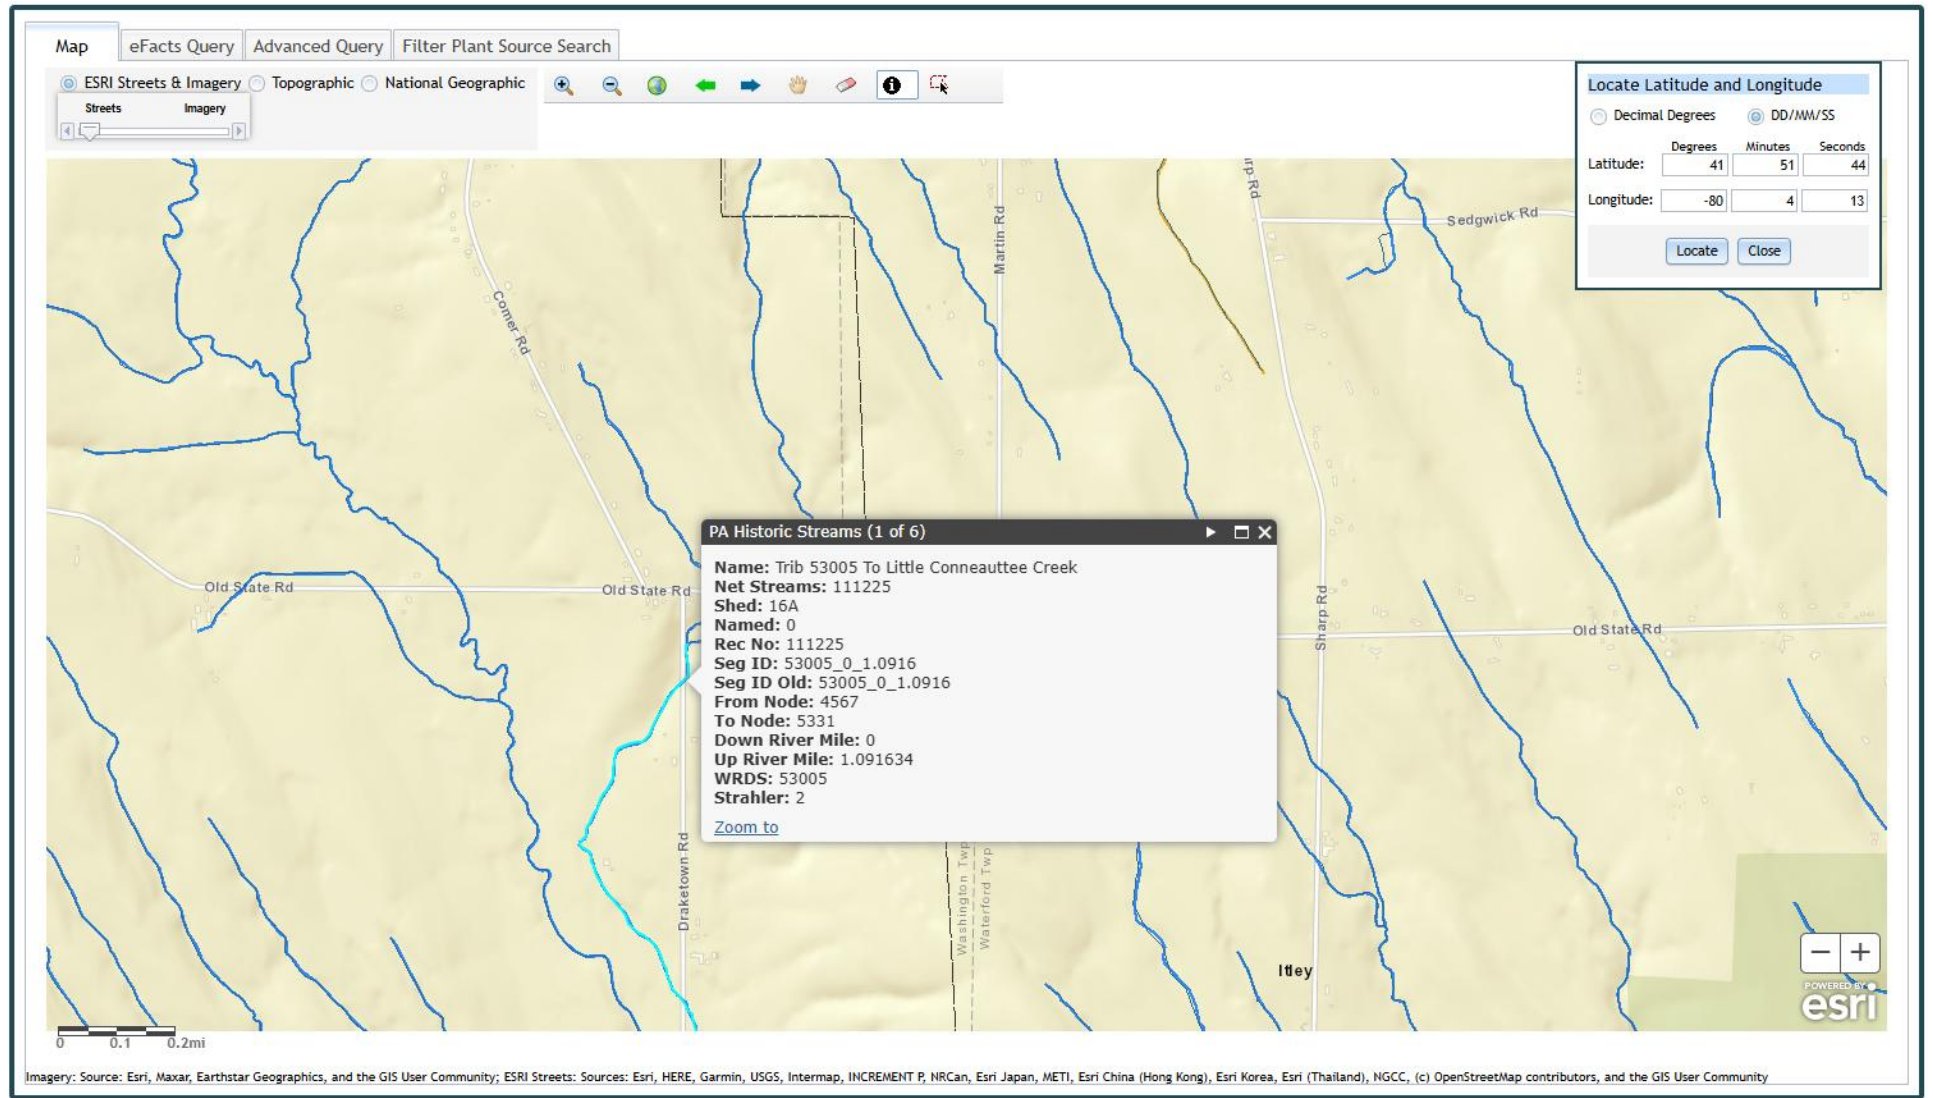 Map eFacts Query Advanced Query Filter Plant Source Search
ESRI Streets & Imagery Topographic National Geographic
Streets Imagery
Locate Latitude and Longitude
Decimal Degrees DD/MM/SS
Degrees Minutes Seconds
Latitude: 41 51 44
Longitude: -80 4 13
Locate Close
Sedgwick Rd
Martin Rd
Comer Rd
Old State Rd
Old State Rd
Old State Rd
Sharp Rd
Draketown Rd
Washington Twp
Waterford Twp
Itley
PA Historic Streams (1 of 6)
Name: Trib 53005 To Little Conneauttee Creek
Net Streams: 111225
Shed: 16A
Named: 0
Rec No: 111225
Seg ID: 53005_0_1.0916
Seg ID Old: 53005_0_1.0916
From Node: 4567
To Node: 5331
Down River Mile: 0
Up River Mile: 1.091634
WRDS: 53005
Strahler: 2
Zoom to
− +
POWERED BY
esri
0 0.1 0.2mi
Imagery: Source: Esri, Maxar, Earthstar Geographics, and the GIS User Community; ESRI Streets: Sources: Esri, HERE, Garmin, USGS, Intermap, INCREMENT P, NRCan, Esri Japan, METI, Esri China (Hong Kong), Esri Korea, Esri (Thailand), NGCC, (c) OpenStreetMap contributors, and the GIS User Community